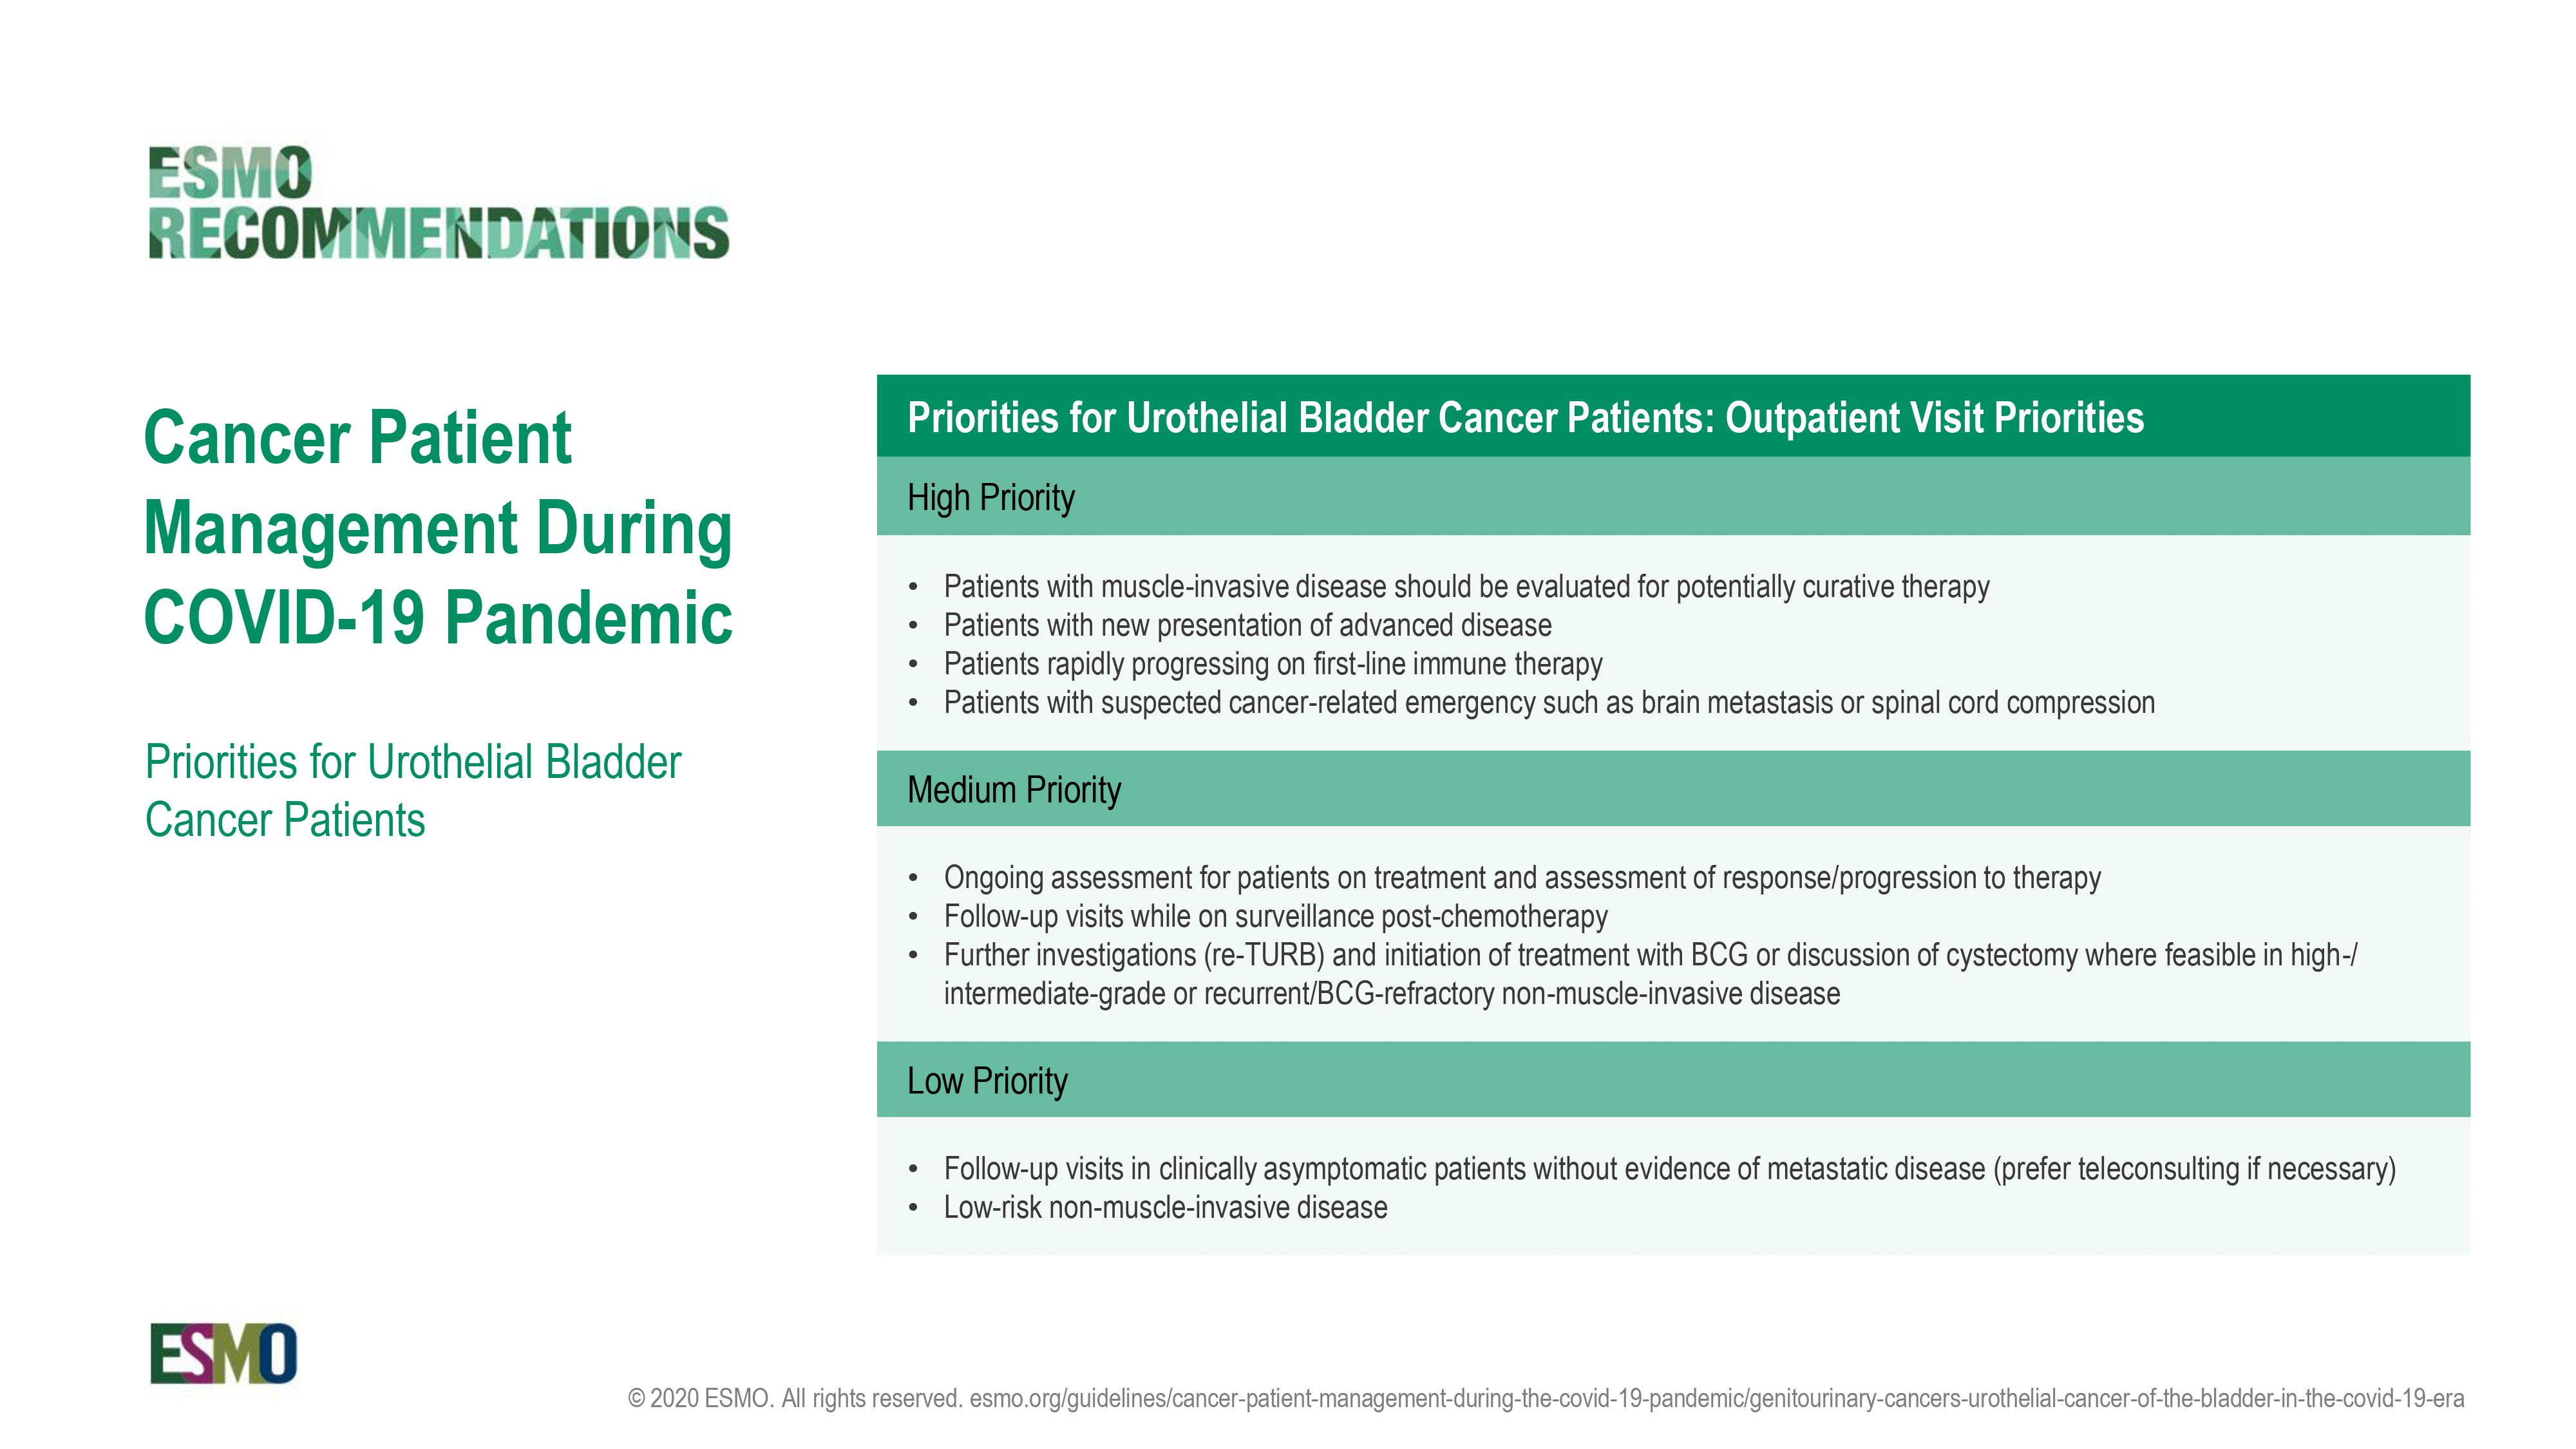 ESMO
RECOMMENDATIONS
Cancer Patient
Management During
COVID-19 Pandemic
Priorities for Urothelial Bladder
Cancer Patients
Priorities for Urothelial Bladder Cancer Patients: Outpatient Visit Priorities
High Priority
• Patients with muscle-invasive disease should be evaluated for potentially curative therapy
• Patients with new presentation of advanced disease
• Patients rapidly progressing on first-line immune therapy
• Patients with suspected cancer-related emergency such as brain metastasis or spinal cord compression
Medium Priority
• Ongoing assessment for patients on treatment and assessment of response/progression to therapy
• Follow-up visits while on surveillance post-chemotherapy
• Further investigations (re-TURB) and initiation of treatment with BCG or discussion of cystectomy where feasible in high-/
intermediate-grade or recurrent/BCG-refractory non-muscle-invasive disease
Low Priority
• Follow-up visits in clinically asymptomatic patients without evidence of metastatic disease (prefer teleconsulting if necessary)
• Low-risk non-muscle-invasive disease
ESMO
© 2020 ESMO. All rights reserved. esmo.org/guidelines/cancer-patient-management-during-the-covid-19-pandemic/genitourinary-cancers-urothelial-cancer-of-the-bladder-in-the-covid-19-era